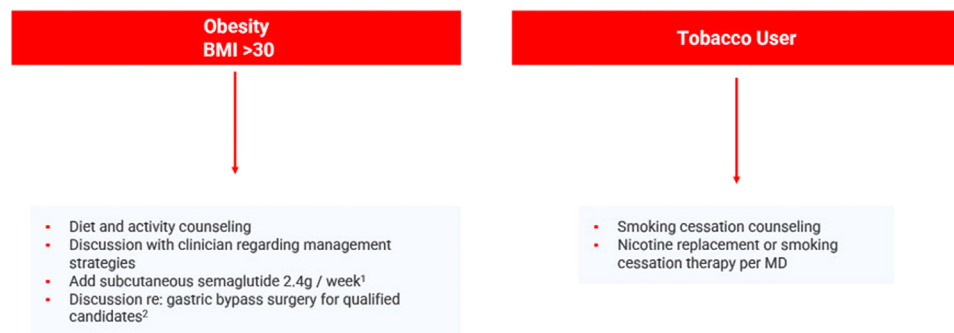 Obesity
BMI >30
Tobacco User
▪ Diet and activity counseling
▪ Discussion with clinician regarding management
strategies
▪ Add subcutaneous semaglutide 2.4g / week¹
▪ Discussion re: gastric bypass surgery for qualified
candidates²
▪ Smoking cessation counseling
▪ Nicotine replacement or smoking
cessation therapy per MD